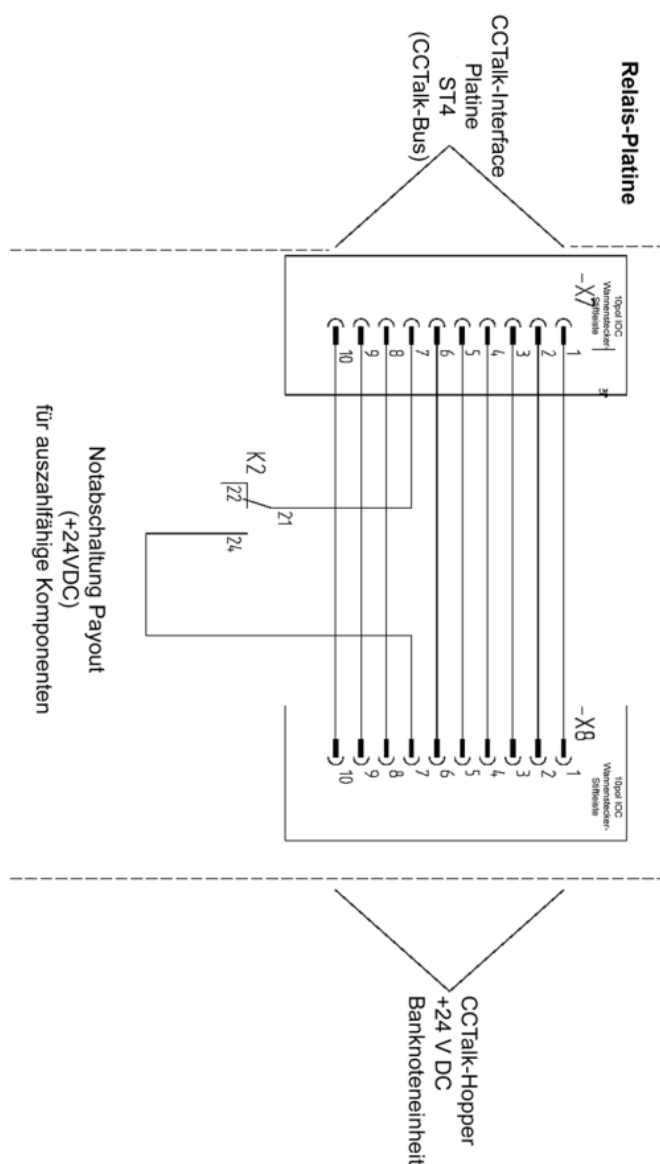 Relais-Platine
CCTalk-Interface
Platine
ST4
(CCTalk-Bus)
-X7
10pol IOC
Wannenstecker-
Stiftleiste
1
2
3
4
5
6
7
8
9
10
K2
22
21
24
Notabschaltung Payout
(+24VDC)
für auszahlfähige Komponenten
-X8
10pol IOC
Wannenstecker-
Stiftleiste
1
2
3
4
5
6
7
8
9
10
CCTalk-Hopper
+24 V DC
Banknoteneinheit